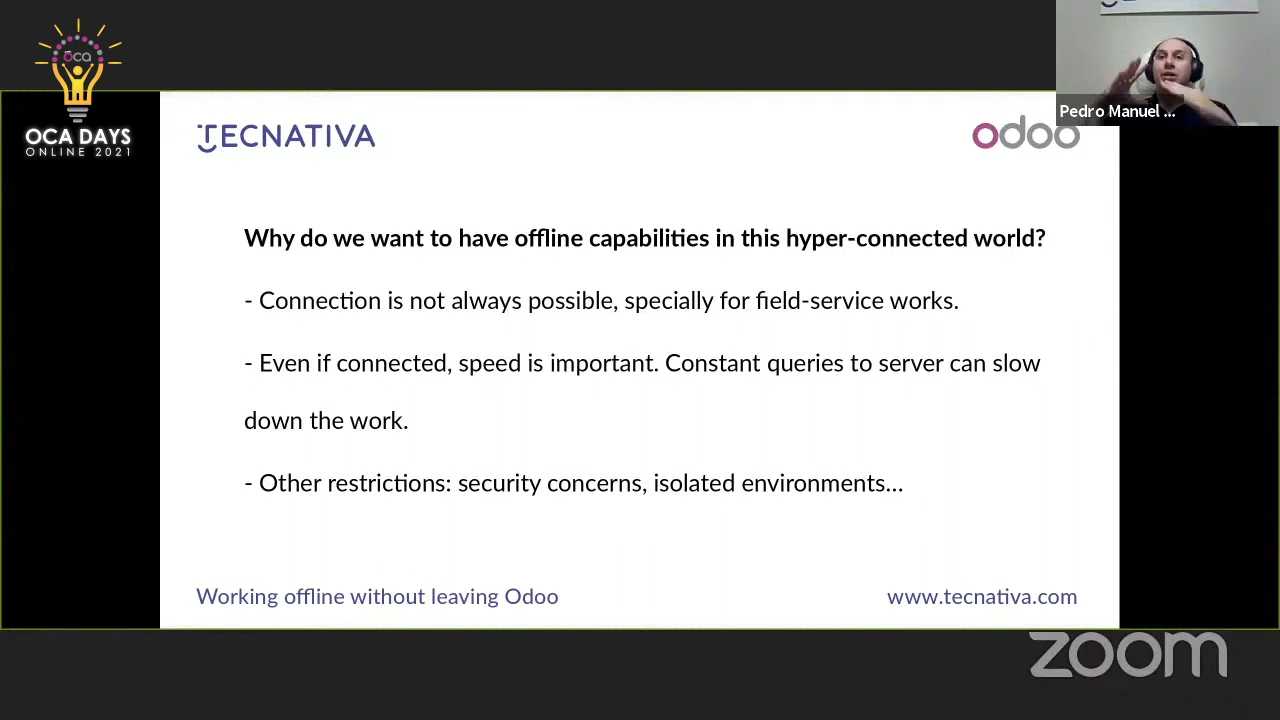 oca
OCA DAYS
ONLINE 2021
TECNATIVA
odoo
Pedro Manuel ...
Why do we want to have offline capabilities in this hyper-connected world?
- Connection is not always possible, specially for field-service works.
- Even if connected, speed is important. Constant queries to server can slow
down the work.
- Other restrictions: security concerns, isolated environments...
Working offline without leaving Odoo
www.tecnativa.com
zoom